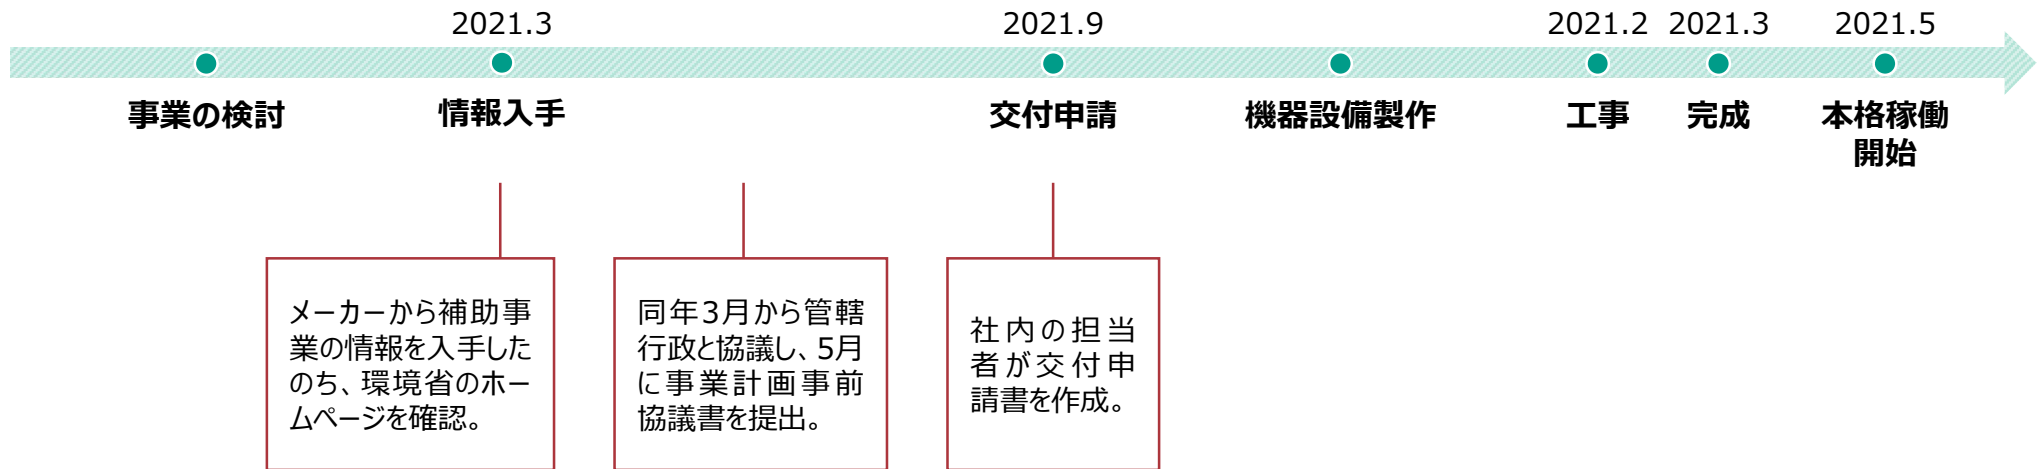 2021.3 2021.9 2021.2 2021.3 2021.5
事業の検討 情報入手 交付申請 機器設備製作 工事 完成 本格稼働
開始
メーカーから補助事
業の情報を入手した
のち、環境省のホー
ムページを確認。
同年3月から管轄
行政と協議し、5月
に事業計画事前
協議書を提出。
社内の担当
者が交付申
請書を作成。